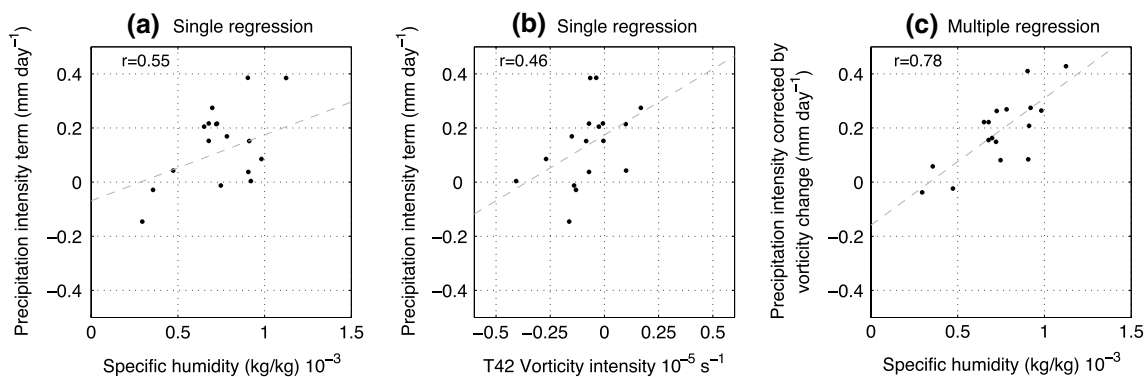 (a) Single regression
r=0.55
Precipitation intensity term (mm day⁻¹)
0.4
0.2
0
−0.2
−0.4
0 0.5 1 1.5
Specific humidity (kg/kg) 10⁻³
(b) Single regression
r=0.46
Precipitation intensity term (mm day⁻¹)
0.4
0.2
0
−0.2
−0.4
−0.5 −0.25 0 0.25 0.5
T42 Vorticity intensity 10⁻⁵ s⁻¹
(c) Multiple regression
r=0.78
Precipitation intensity corrected by
vorticity change (mm day⁻¹)
0.4
0.2
0
−0.2
−0.4
0 0.5 1 1.5
Specific humidity (kg/kg) 10⁻³